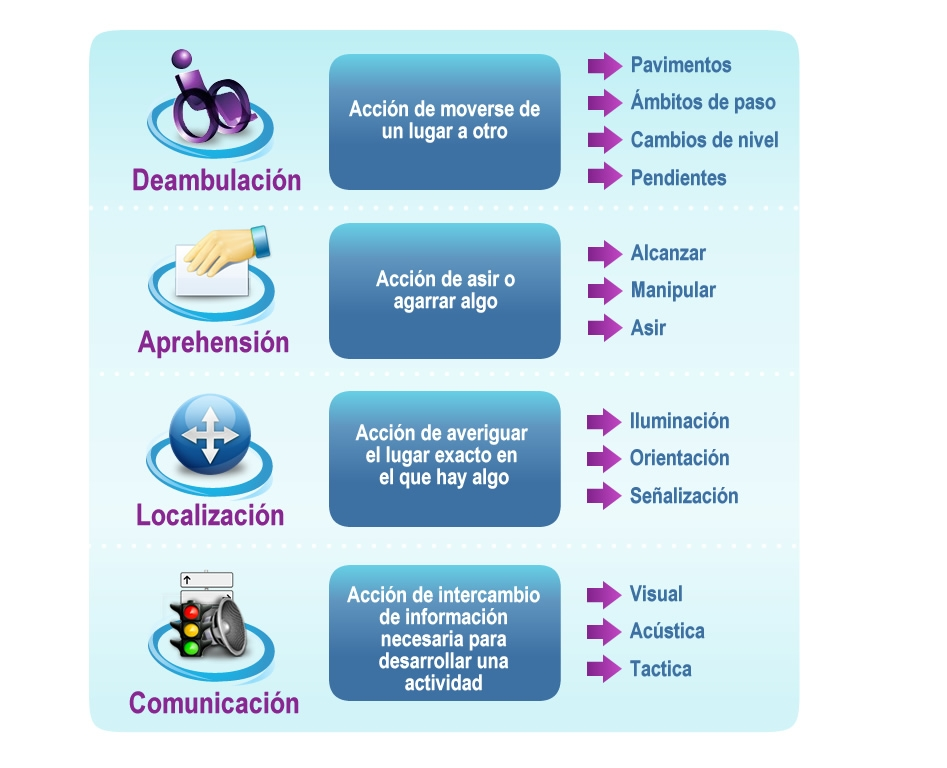 Deambulación
Acción de moverse de
un lugar a otro
Pavimentos
Ámbitos de paso
Cambios de nivel
Pendientes
Aprehensión
Acción de asir o
agarrar algo
Alcanzar
Manipular
Asir
Localización
Acción de averiguar
el lugar exacto en
el que hay algo
Iluminación
Orientación
Señalización
Comunicación
Acción de intercambio
de información
necesaria para
desarrollar una
actividad
Visual
Acústica
Tactica